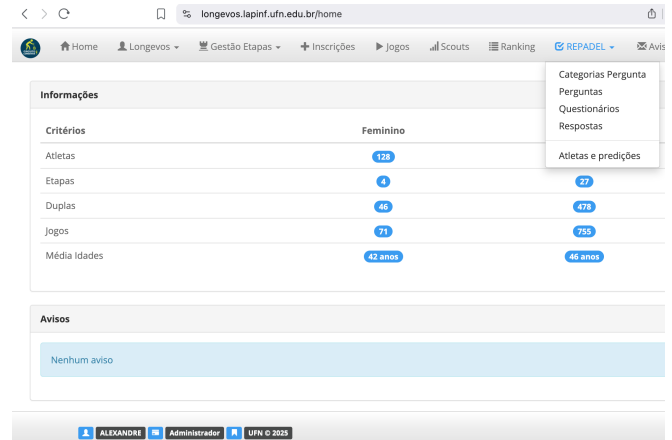 longevos.lapinf.ufn.edu.br/home
Home Longevos Gestão Etapas Inscrições Jogos Scouts Ranking REPADEL Avis
Categorias Pergunta
Perguntas
Questionários
Respostas
Atletas e predições
Informações
Critérios Feminino
Atletas 128
Etapas 4 27
Duplas 46 478
Jogos 71 755
Média Idades 42 anos 46 anos
Avisos
Nenhum aviso
ALEXANDRE Administrador UFN © 2025